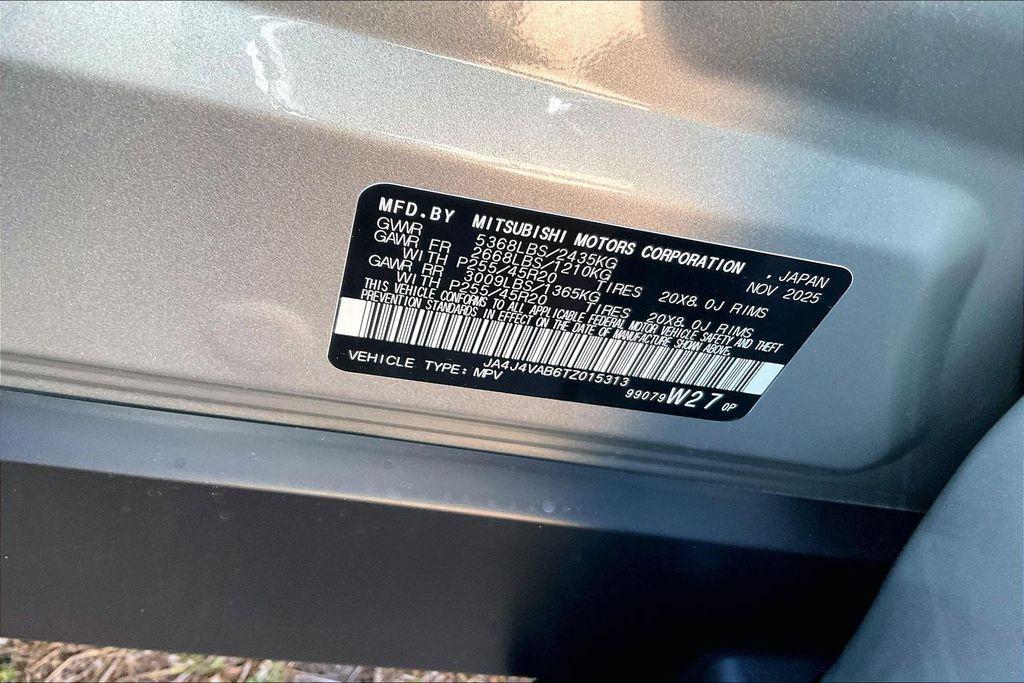 MFD.BY MITSUBISHI MOTORS CORPORATION , JAPAN
GVWR 5368LBS/2435KG NOV 2025
GAWR FR 2668LBS/1210KG
WITH P255/45R20 TIRES 20X8.0J RIMS
GAWR RR 3009LBS/1365KG
WITH P255/45R20 TIRES 20X8.0J RIMS
THIS VEHICLE CONFORMS TO ALL APPLICABLE FEDERAL MOTOR VEHICLE SAFETY AND THEFT
PREVENTION STANDARDS IN EFFECT ON THE DATE OF MANUFACTURE SHOWN ABOVE.
JA4J4VAB6TZ015313
VEHICLE TYPE: MPV 99079 W27 0P